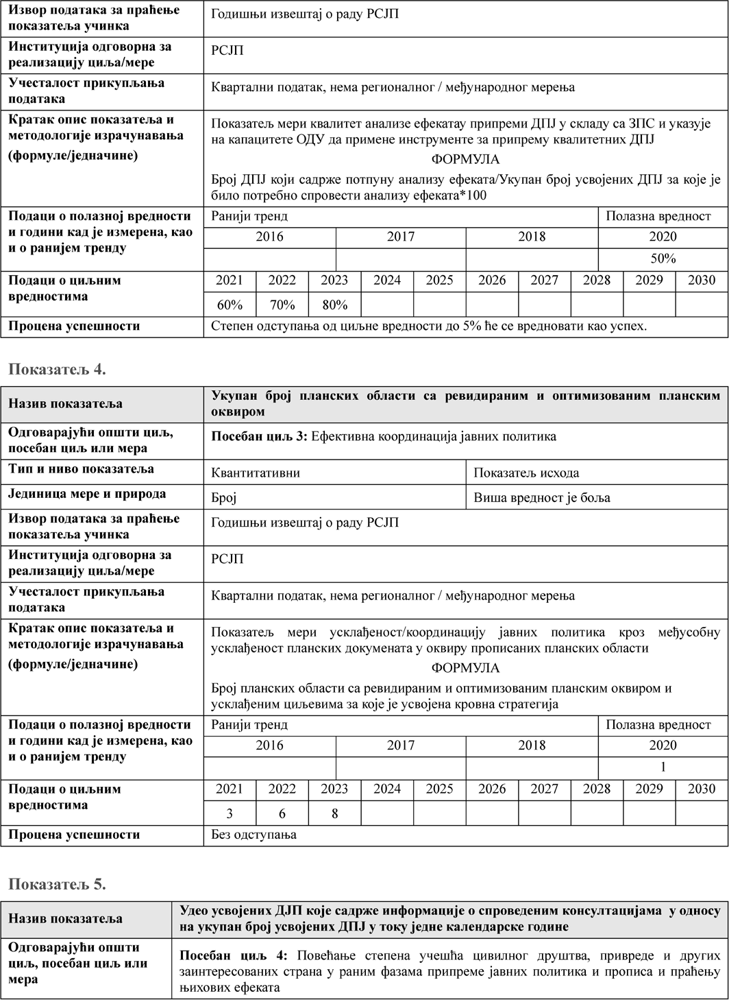 Извор података за праћење
показатеља учинка
Годишњи извештај о раду РСЈП
Институција одговорна за
реализацију циља/мере
РСЈП
Учесталост прикупљања
података
Квартални податак, нема регионалног / међународног мерења
Кратак опис показатеља и
методологије израчунавања
(формуле/једначине)
Показатељ мери квалитет анализе ефекатау припреми ДПЈ у складу са ЗПС и указује
на капацитете ОДУ да примене инструменте за припрему квалитетних ДПЈ
ФОРМУЛА
Број ДПЈ који садрже потпуну анализу ефеката/Укупан број усвојених ДПЈ за које је
било потребно спровести анализу ефеката*100
Подаци о полазној вредности
и години кад је измерена, као
и о ранијем тренду
Ранији тренд Полазна вредност
2016 2017 2018 2020
50%
Подаци о циљним
вредностима
2021 2022 2023 2024 2025 2026 2027 2028 2029 2030
60% 70% 80%
Процена успешности
Степен одступања од циљне вредности до 5% ће се вредновати као успех.
Показатељ 4.
Назив показатеља
Укупан број планских области са ревидираним и оптимизованим планским
оквиром
Одговарајући општи циљ,
посебан циљ или мера
Посебан циљ 3: Ефективна координација јавних политика
Тип и ниво показатеља
Квантитативни Показатељ исхода
Јединица мере и природа
Број Виша вредност је боља
Извор података за праћење
показатеља учинка
Годишњи извештај о раду РСЈП
Институција одговорна за
реализацију циља/мере
РСЈП
Учесталост прикупљања
података
Квартални податак, нема регионалног / међународног мерења
Кратак опис показатеља и
методологије израчунавања
(формуле/једначине)
Показатељ мери усклађеност/координацију јавних политика кроз међусобну
усклађеност планских докумената у оквиру прописаних планских области
ФОРМУЛА
Број планских области са ревидираним и оптимизованим планским оквиром и
усклађеним циљевима за које је усвојена кровна стратегија
Подаци о полазној вредности
и години кад је измерена, као
и о ранијем тренду
Ранији тренд Полазна вредност
2016 2017 2018 2020
1
Подаци о циљним
вредностима
2021 2022 2023 2024 2025 2026 2027 2028 2029 2030
3 6 8
Процена успешности
Без одступања
Показатељ 5.
Назив показатеља
Удео усвојених ДЈП које садрже информације о спроведеним консултацијама у односу
на укупан број усвојених ДПЈ у току једне календарске године
Одговарајући општи
циљ, посебан циљ или
мера
Посебан циљ 4: Повећање степена учешћа цивилног друштва, привреде и других
заинтересованих страна у раним фазама припреме јавних политика и прописа и праћењу
њихових ефеката